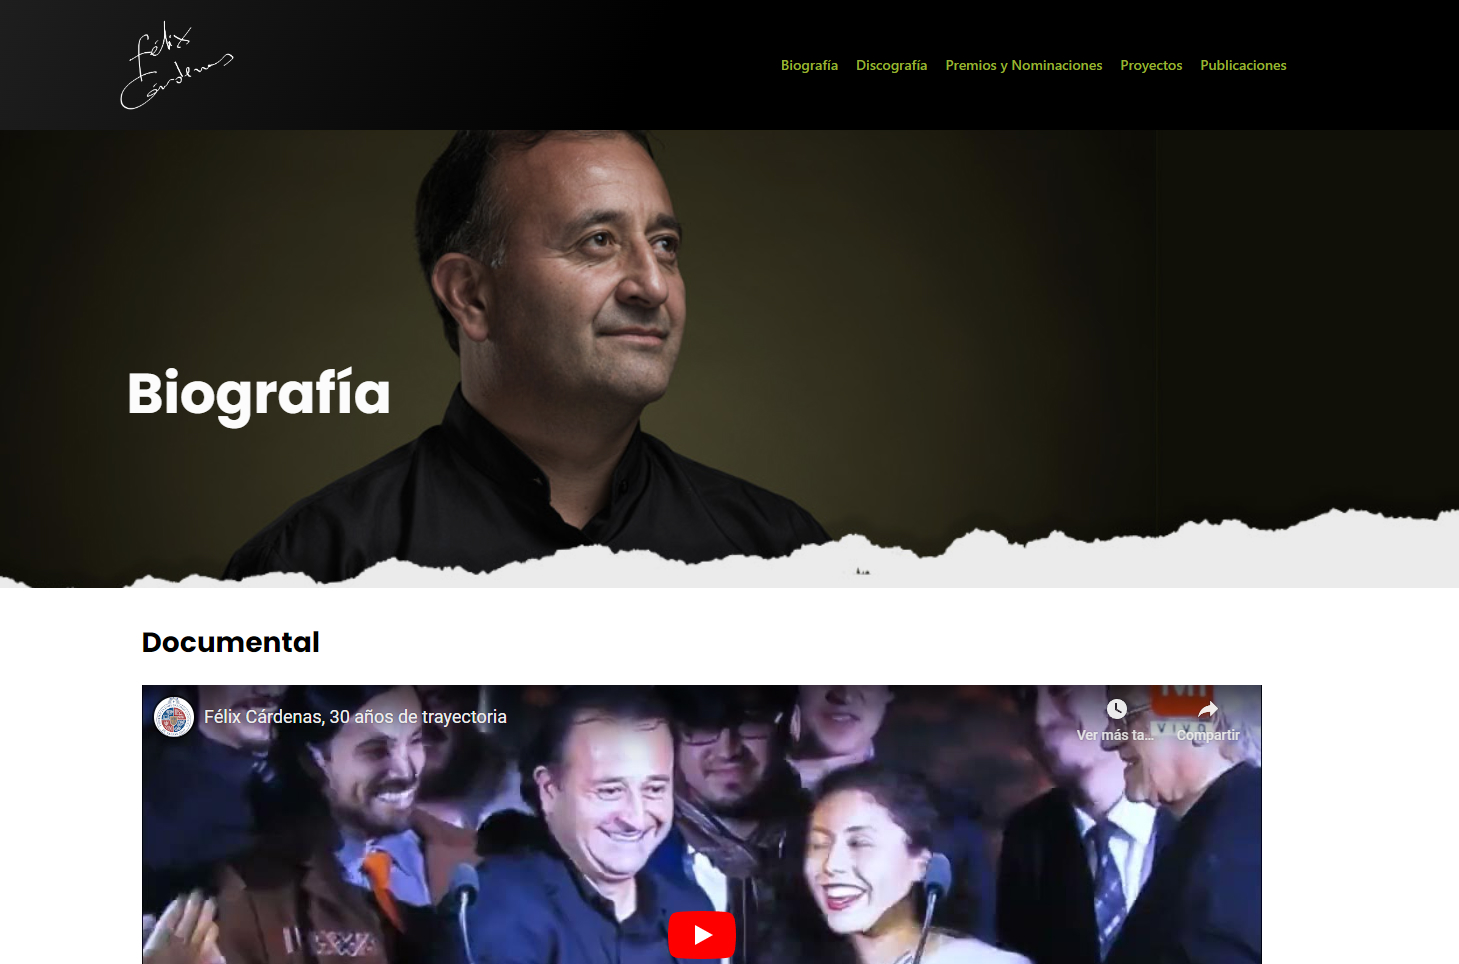 Félix
Cárdenas
Biografía Discografía Premios y Nominaciones Proyectos Publicaciones
Biografía
Documental
Félix Cárdenas, 30 años de trayectoria
Ver más ta... Compartir
VIVO